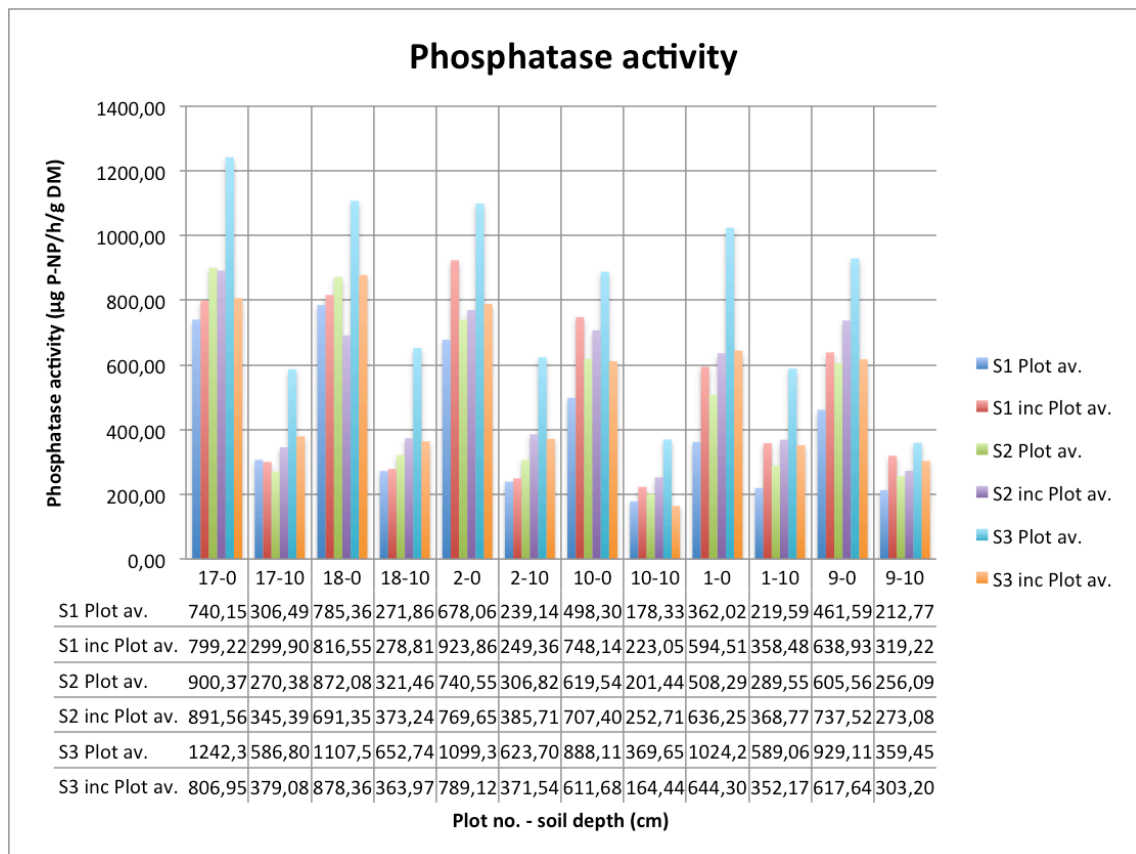 Phosphatase activity
Phosphatase activity (µg P-NP/h/g DM)
1400,00
1200,00
1000,00
800,00
600,00
400,00
200,00
0,00
17-0 17-10 18-0 18-10 2-0 2-10 10-0 10-10 1-0 1-10 9-0 9-10
S1 Plot av. 740,15 306,49 785,36 271,86 678,06 239,14 498,30 178,33 362,02 219,59 461,59 212,77
S1 inc Plot av. 799,22 299,90 816,55 278,81 923,86 249,36 748,14 223,05 594,51 358,48 638,93 319,22
S2 Plot av. 900,37 270,38 872,08 321,46 740,55 306,82 619,54 201,44 508,29 289,55 605,56 256,09
S2 inc Plot av. 891,56 345,39 691,35 373,24 769,65 385,71 707,40 252,71 636,25 368,77 737,52 273,08
S3 Plot av. 1242,3 586,80 1107,5 652,74 1099,3 623,70 888,11 369,65 1024,2 589,06 929,11 359,45
S3 inc Plot av. 806,95 379,08 878,36 363,97 789,12 371,54 611,68 164,44 644,30 352,17 617,64 303,20
Plot no. - soil depth (cm)
S1 Plot av.
S1 inc Plot av.
S2 Plot av.
S2 inc Plot av.
S3 Plot av.
S3 inc Plot av.